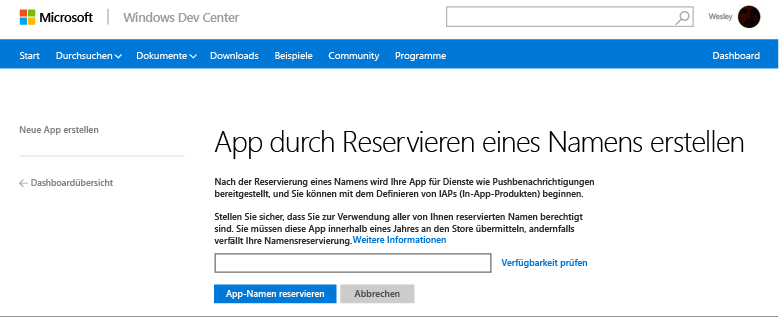 Microsoft | Windows Dev Center
Wesley
Start Durchsuchen Dokumente Downloads Beispiele Community Programme Dashboard
Neue App erstellen
App durch Reservieren eines Namens erstellen
Dashboardübersicht
Nach der Reservierung eines Namens wird Ihre App für Dienste wie Pushbenachrichtigungen
bereitgestellt, und Sie können mit dem Definieren von IAPs (In-App-Produkten) beginnen.
Stellen Sie sicher, dass Sie zur Verwendung aller von Ihnen reservierten Namen berechtigt
sind. Sie müssen diese App innerhalb eines Jahres an den Store übermitteln, andernfalls
verfällt Ihre Namensreservierung. Weitere Informationen
Verfügbarkeit prüfen
App-Namen reservieren Abbrechen